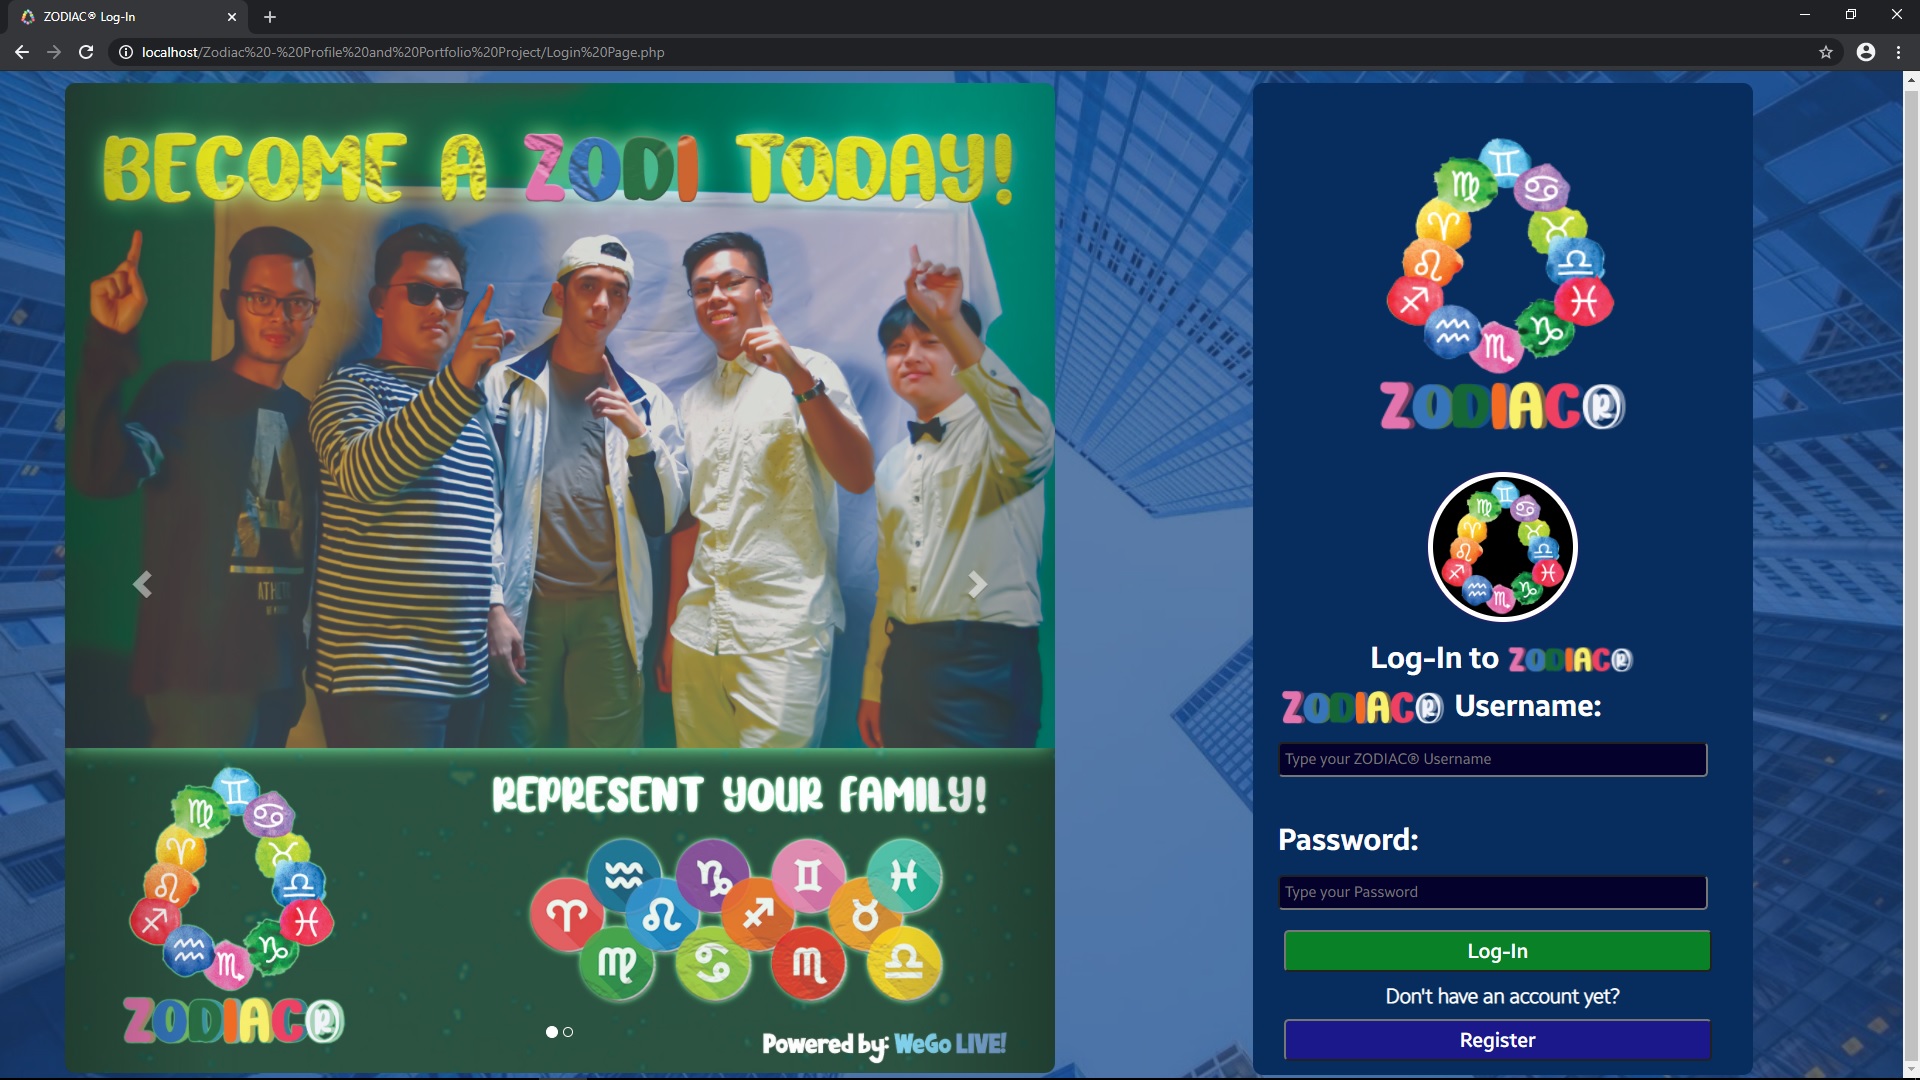 ZODIAC® Log-In
localhost/Zodiac%20-%20Profile%20and%20Portfolio%20Project/Login%20Page.php
BECOME A ZODI TODAY!
A
ATHLETIC
REPRESENT YOUR FAMILY!
ZODIAC®
Powered by: WeGo LIVE!
ZODIAC®
Log-In to ZODIAC®
ZODIAC® Username:
Type your ZODIAC® Username
Password:
Type your Password
Log-In
Don't have an account yet?
Register